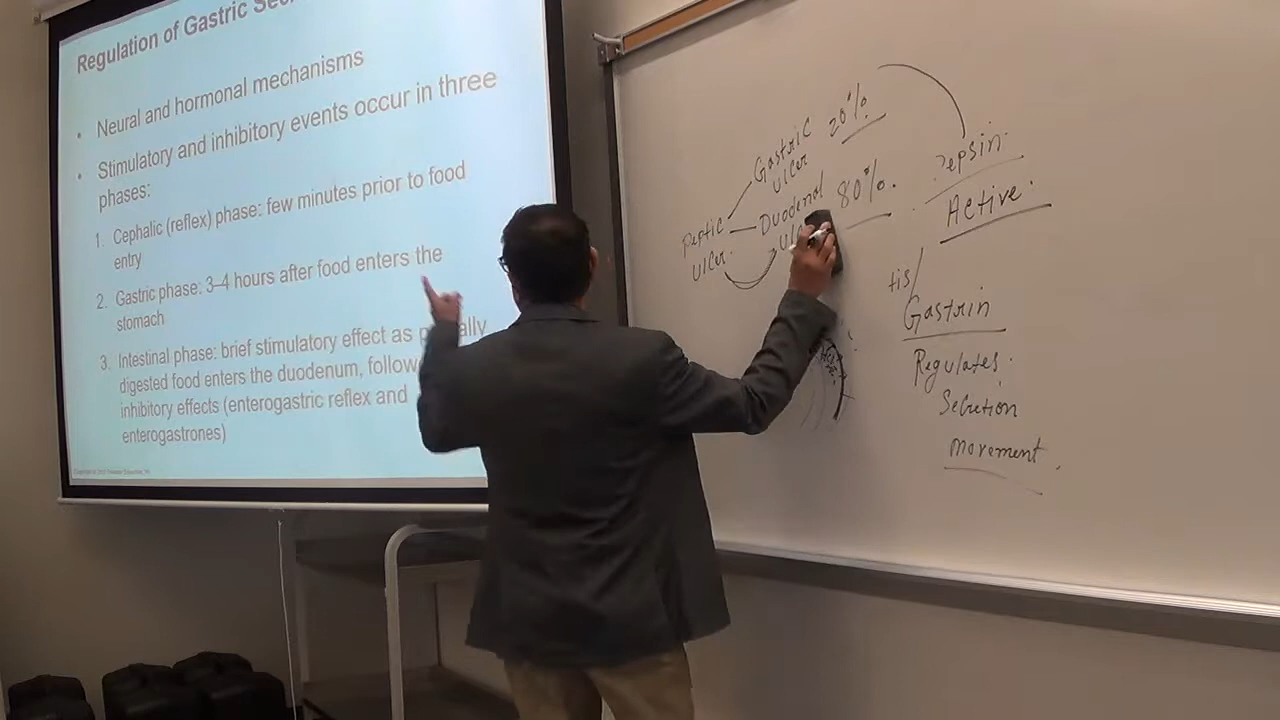 Regulation of Gastric
Neural and hormonal mechanisms
Stimulatory and inhibitory events occur in three
phases:
1. Cephalic (reflex) phase: few minutes prior to food
entry
2. Gastric phase: 3–4 hours after food enters the
stomach
3. Intestinal phase: brief stimulatory effect as
digested food enters the duodenum,
inhibitory effects (enterogastric reflex and
enterogastrones)
Peptic
Ulcer
Gastric 20%
Ulcer
Duodenal 80%
Active
Gastrin
Regulates
Secretion
movement